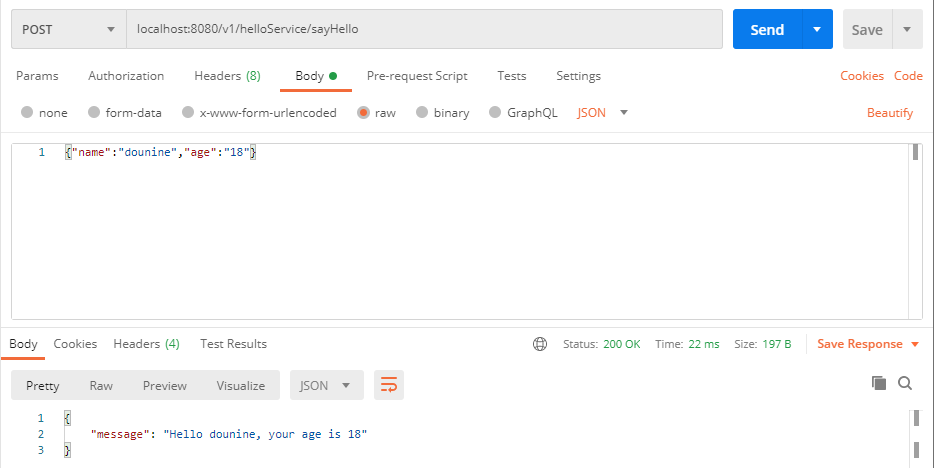 POST localhost:8080/v1/helloService/sayHello Send Save
Params Authorization Headers (8) Body Pre-request Script Tests Settings Cookies Code
none form-data x-www-form-urlencoded raw binary GraphQL JSON Beautify
1 {"name":"dounine","age":"18"}
Body Cookies Headers (4) Test Results Status: 200 OK Time: 22 ms Size: 197 B Save Response
Pretty Raw Preview Visualize JSON
1 {
2 "message": "Hello dounine, your age is 18"
3 }